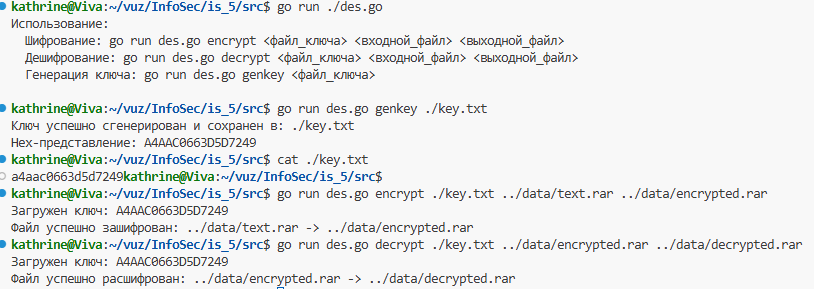 kathrine@Viva:~/vuz/InfoSec/is_5/src$ go run ./des.go
Использование:
  Шифрование: go run des.go encrypt <файл_ключа> <входной_файл> <выходной_файл>
  Дешифрование: go run des.go decrypt <файл_ключа> <входной_файл> <выходной_файл>
  Генерация ключа: go run des.go genkey <файл_ключа>
kathrine@Viva:~/vuz/InfoSec/is_5/src$ go run des.go genkey ./key.txt
Ключ успешно сгенерирован и сохранен в: ./key.txt
Hex-представление: A4AAC0663D5D7249
kathrine@Viva:~/vuz/InfoSec/is_5/src$ cat ./key.txt
a4aac0663d5d7249kathrine@Viva:~/vuz/InfoSec/is_5/src$
kathrine@Viva:~/vuz/InfoSec/is_5/src$ go run des.go encrypt ./key.txt ../data/text.rar ../data/encrypted.rar
Загружен ключ: A4AAC0663D5D7249
Файл успешно зашифрован: ../data/text.rar -> ../data/encrypted.rar
kathrine@Viva:~/vuz/InfoSec/is_5/src$ go run des.go decrypt ./key.txt ../data/encrypted.rar ../data/decrypted.rar
Загружен ключ: A4AAC0663D5D7249
Файл успешно расшифрован: ../data/encrypted.rar -> ../data/decrypted.rar